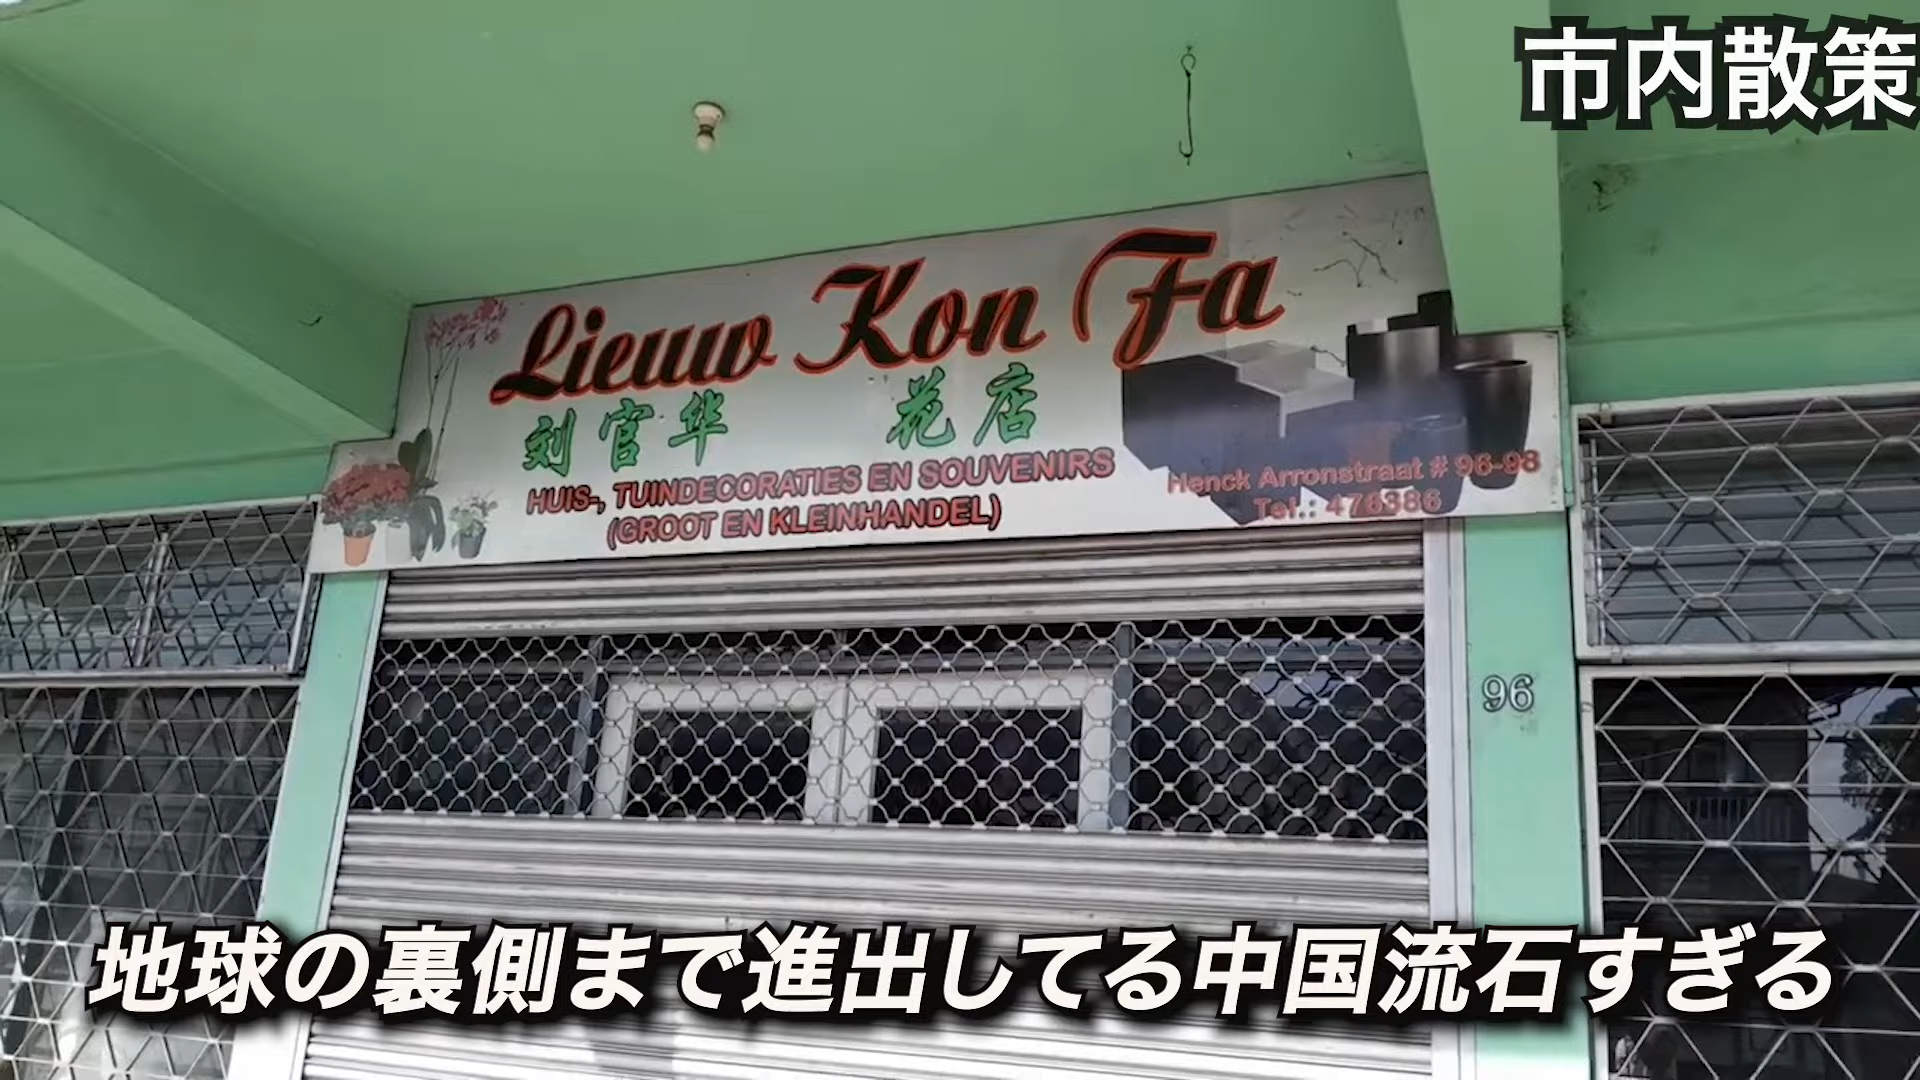 市内散策
Lieuw Kon Fa
刘官华 花店
HUIS-, TUINDECORATIES EN SOUVENIRS
(GROOT EN KLEINHANDEL)
Henck Arronstraat # 96-98
Tel.: 476386
96
地球の裏側まで進出してる中国流石すぎる